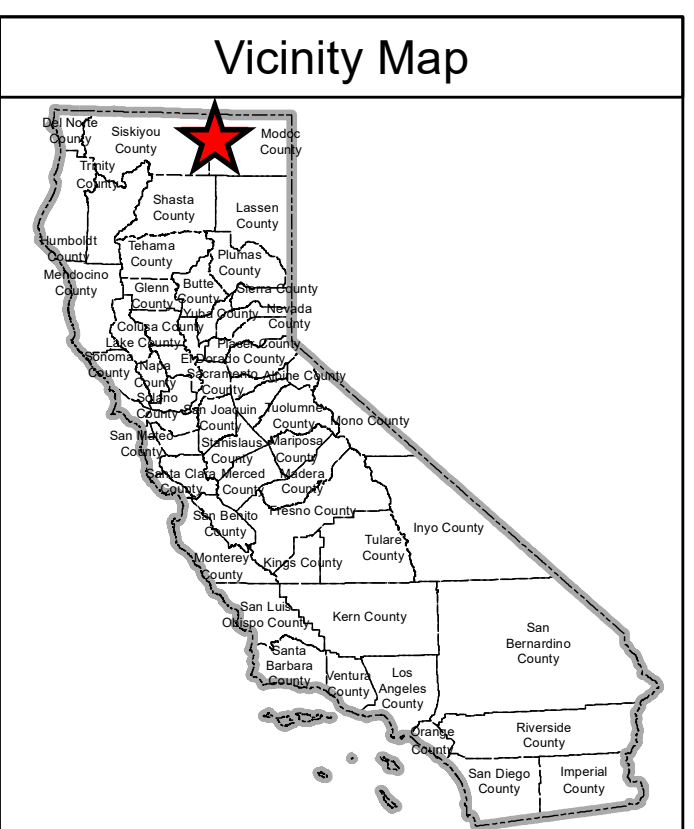 Vicinity Map
Del Norte
County
Siskiyou
County
Modoc
County
Trinity
County
Shasta
County
Lassen
County
Humboldt
County
Tehama
County
Plumas
County
Mendocino
County
Glenn
County
Butte
County
Sierra County
Yuba County
Nevada
County
Colusa County
Lake County
Placer County
Sonoma
County
Napa
County
El Dorado County
Sacramento
County
Alpine County
Solano
County
San Joaquin
County
Tuolumne
County
Mono County
San Mateo
County
Stanislaus
County
Mariposa
County
Santa Clara
County
Merced
County
Madera
County
San Benito
County
Fresno County
Inyo County
Tulare
County
Monterey
County
Kings County
San Luis
Obispo County
Kern County
San
Bernardino
County
Santa
Barbara
County
Ventura
County
Los
Angeles
County
Orange
County
Riverside
County
San Diego
County
Imperial
County